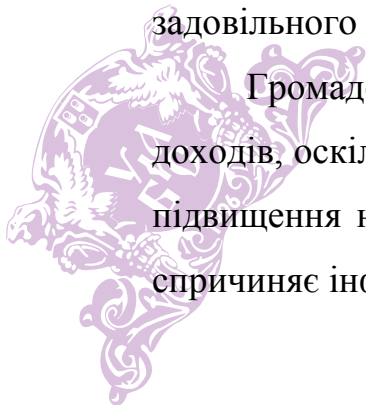 задовільного
Громад
доходів, оскіл
підвищення н
спричиняє іно